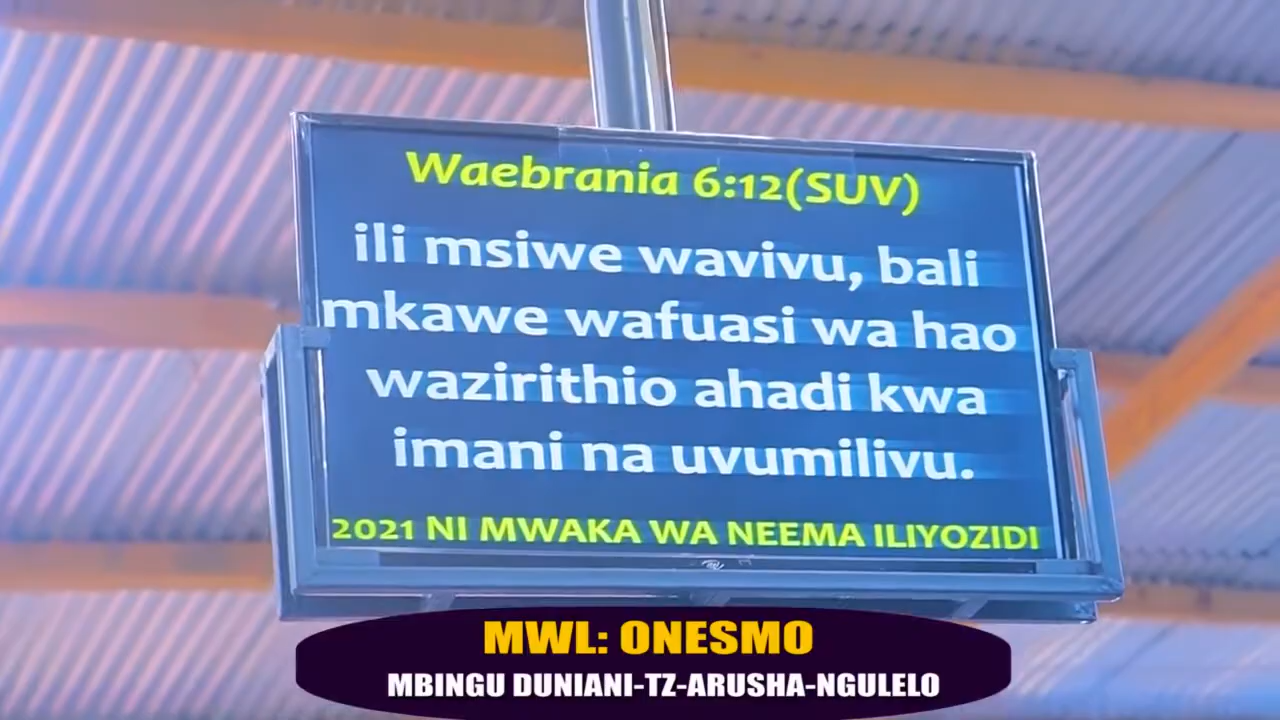 Waebrania 6:12(SUV)
ili msiwe wavivu, bali
mkawe wafuasi wa hao
wazirithio ahadi kwa
imani na uvumilivu.
2021 NI MWAKA WA NEEMA ILIYOZIDI
MWL: ONESMO
MBINGU DUNIANI-TZ-ARUSHA-NGULELO